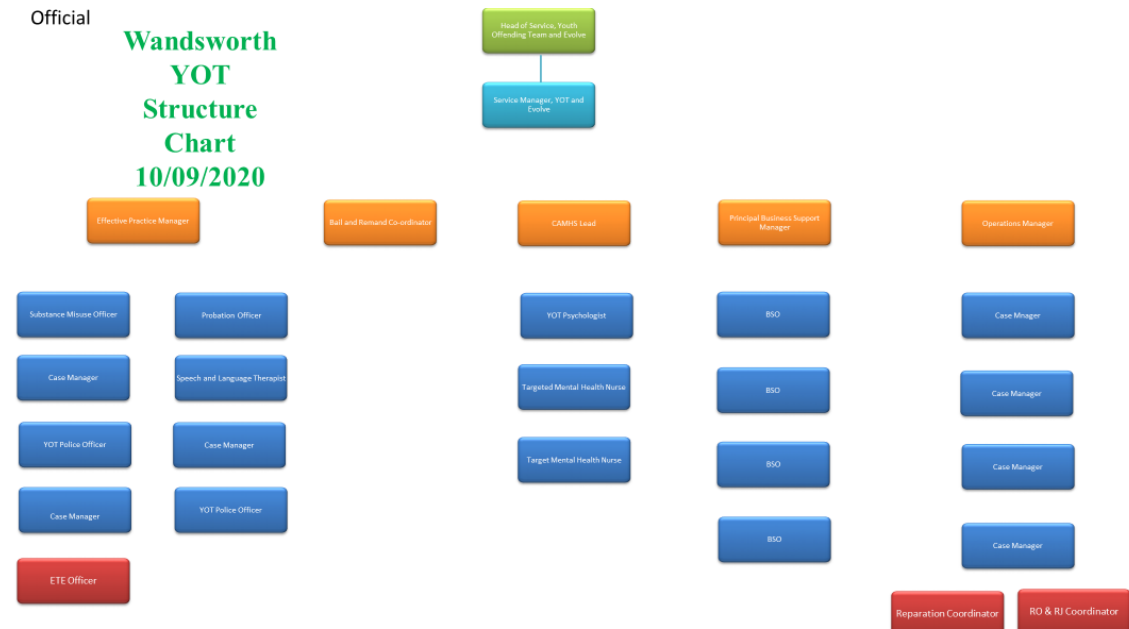 Official
Wandsworth
YOT
Structure
Chart
10/09/2020
Head of Service, Youth
Offending Team and Evolve
Service Manager, YOT and
Evolve
Effective Practice Manager
Bail and Remand Co-ordinator
CAMHS Lead
Principal Business Support
Manager
Operations Manager
Substance Misuse Officer
Probation Officer
YOT Psychologist
BSO
Case Mnager
Case Manager
Speech and Language Therapist
Targeted Mental Health Nurse
BSO
Case Manager
YOT Police Officer
Case Manager
Target Mental Health Nurse
BSO
Case Manager
Case Manager
YOT Police Officer
BSO
Case Manager
ETE Officer
Reparation Coordinator
RO & RJ Coordinator